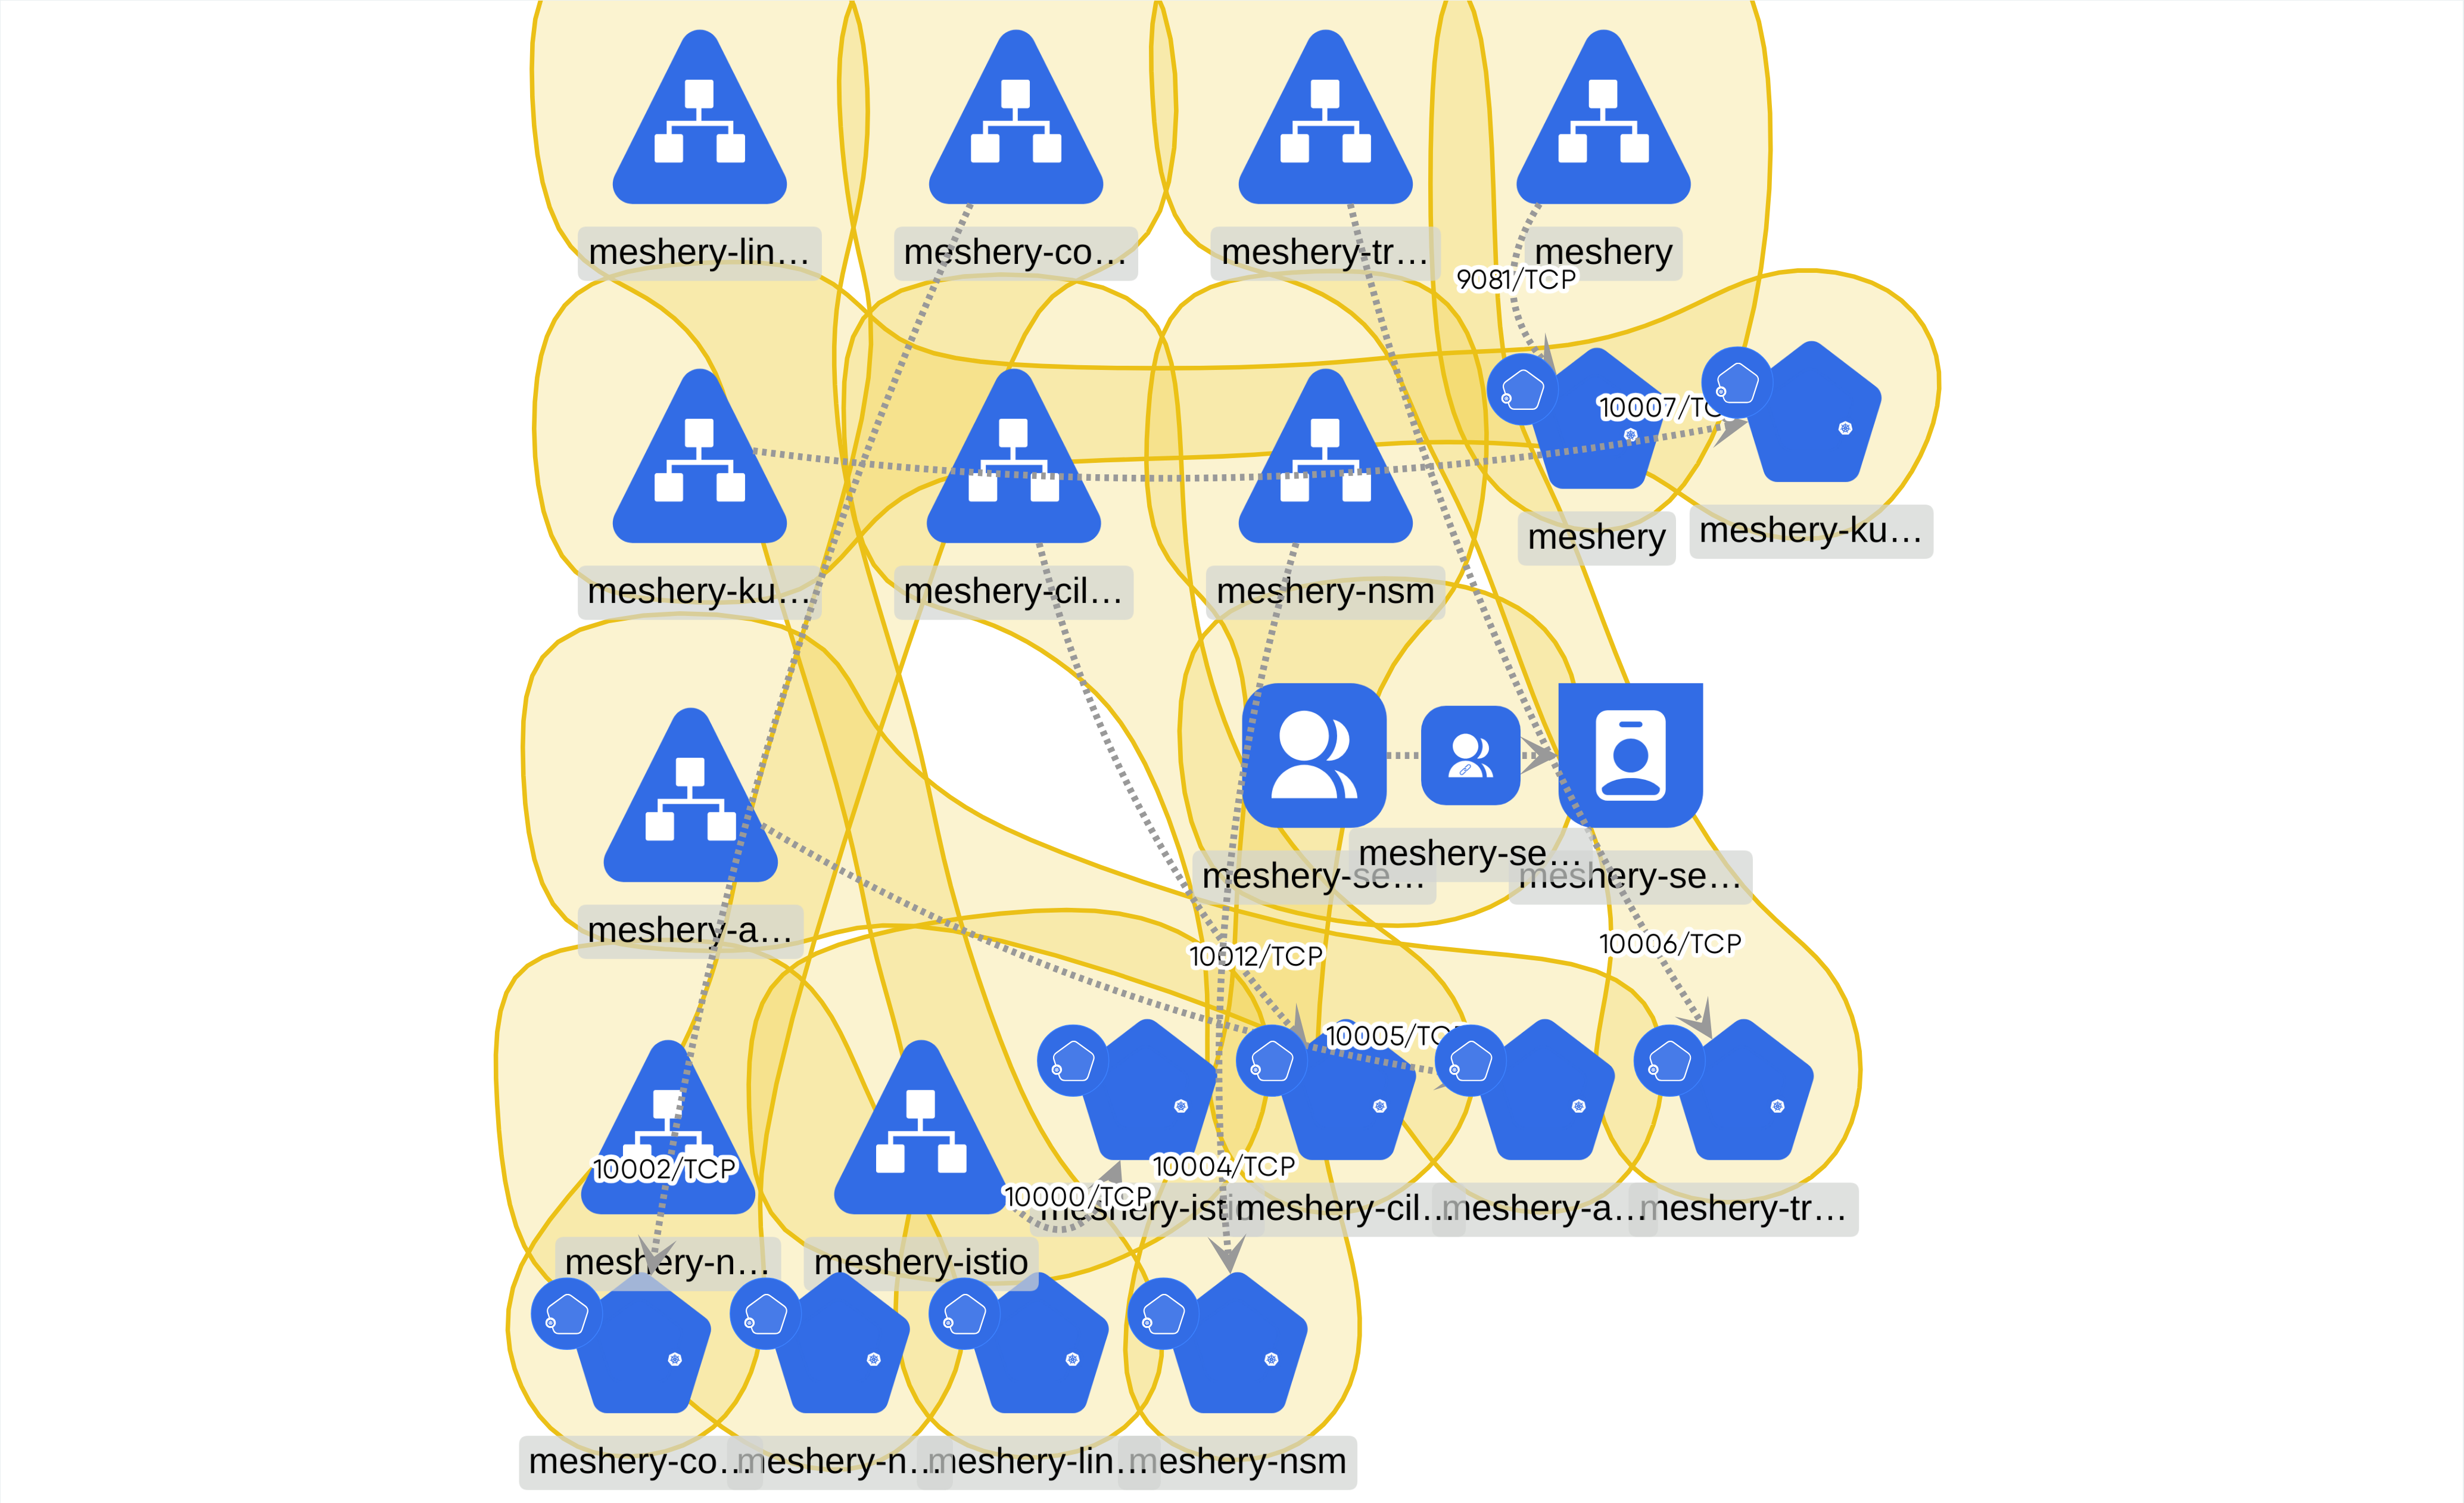 meshery-lin…
meshery-co…
meshery-tr…
meshery
9081/TCP
10007/TC
meshery-ku…
meshery-cil…
meshery-nsm
meshery
meshery-ku…
meshery-se…
meshery-se…
meshery-se…
meshery-a…
10012/TCP
10006/TCP
10005/TCP
10002/TCP
10004/TCP
10000/TCP
meshery-istio
meshery-cil…
meshery-a…
meshery-tr…
meshery-n…
meshery-istio
meshery-co…
meshery-n…
meshery-lin…
meshery-nsm